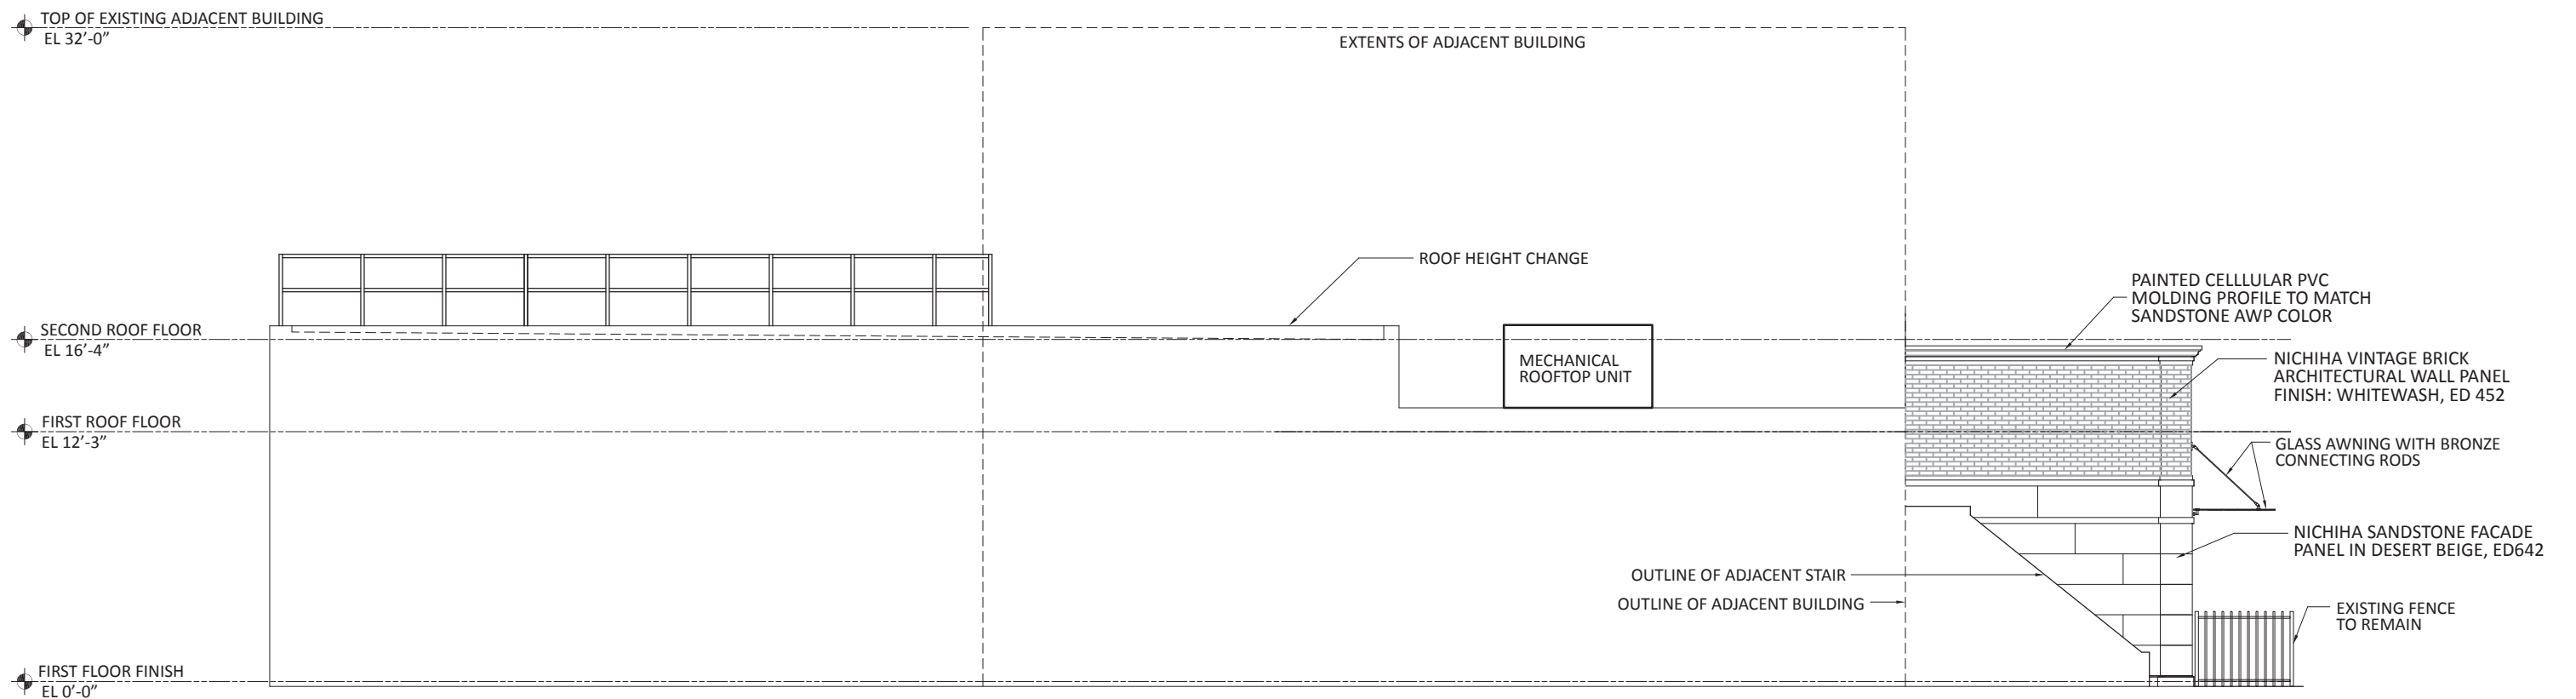 TOP OF EXISTING ADJACENT BUILDING
EL 32’-0”
EXTENTS OF ADJACENT BUILDING
ROOF HEIGHT CHANGE
SECOND ROOF FLOOR
EL 16’-4”
MECHANICAL
ROOFTOP UNIT
PAINTED CELLLULAR PVC
MOLDING PROFILE TO MATCH
SANDSTONE AWP COLOR
NICHIHA VINTAGE BRICK
ARCHITECTURAL WALL PANEL
FINISH: WHITEWASH, ED 452
FIRST ROOF FLOOR
EL 12’-3”
GLASS AWNING WITH BRONZE
CONNECTING RODS
NICHIHA SANDSTONE FACADE
PANEL IN DESERT BEIGE, ED642
OUTLINE OF ADJACENT STAIR
OUTLINE OF ADJACENT BUILDING
EXISTING FENCE
TO REMAIN
FIRST FLOOR FINISH
EL 0’-0”